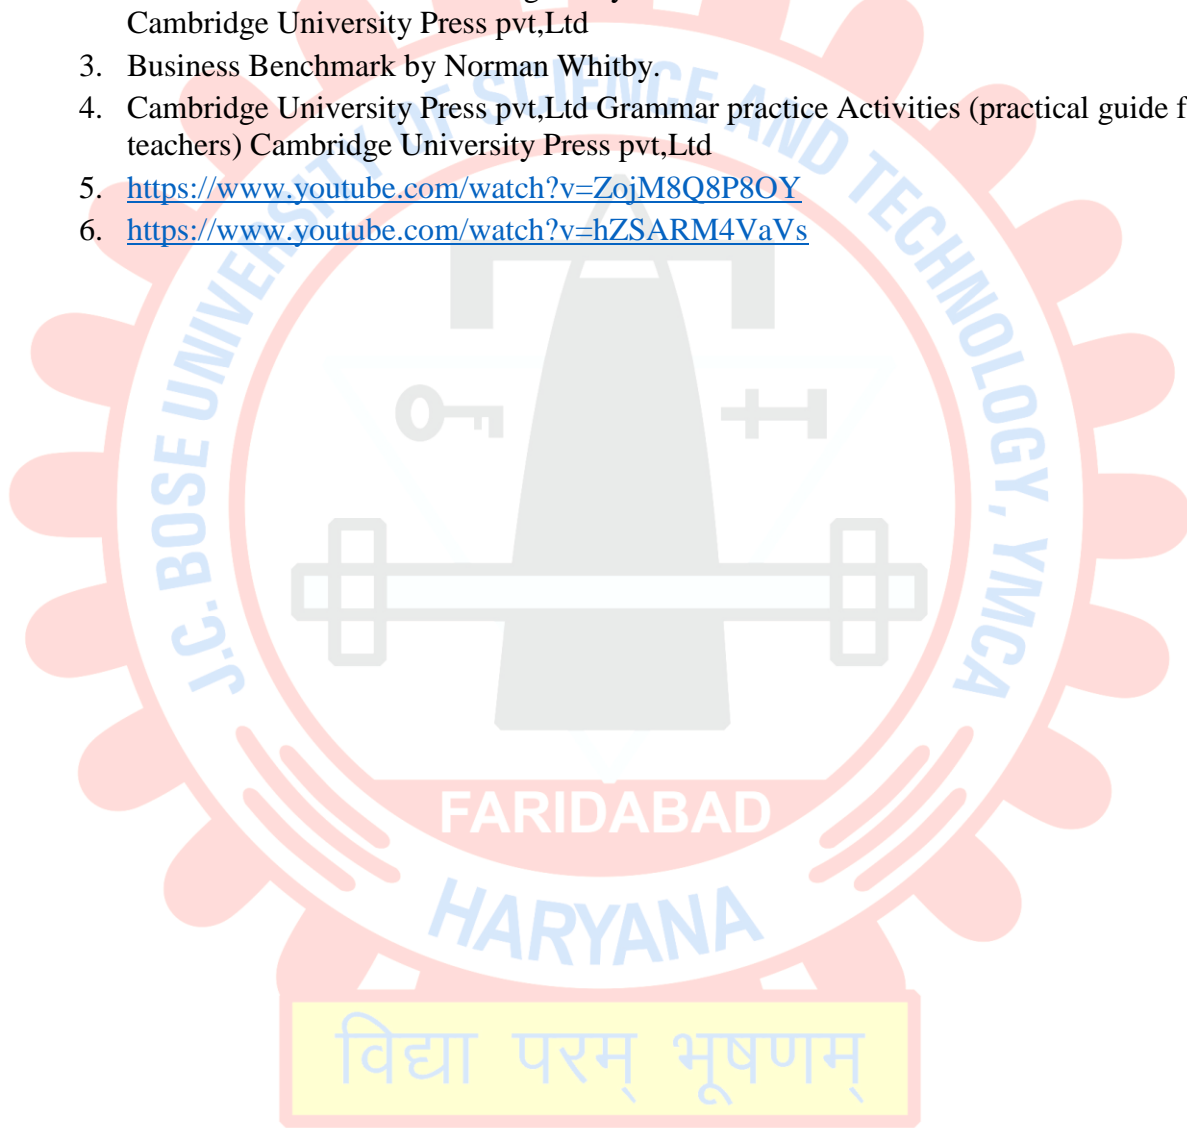 Cambridge University Press pvt,Ltd
3. Business Benchmark by Norman Whitby.
4. Cambridge University Press pvt,Ltd Grammar practice Activities (practical guide f
teachers) Cambridge University Press pvt,Ltd
5. https://www.youtube.com/watch?v=ZojM8Q8P8OY
6. https://www.youtube.com/watch?v=hZSARM4VaVs
J.C. BOSE UNIVERSITY OF SCIENCE AND TECHNOLOGY, YMCA
FARIDABAD
HARYANA
विद्या परम् भूषणम्